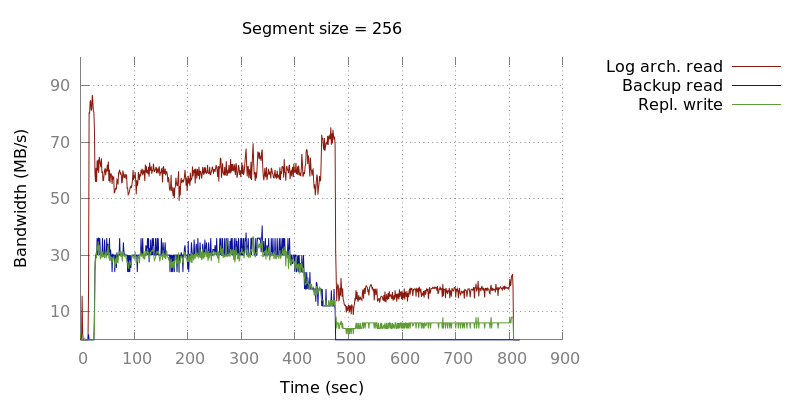 Segment size = 256
Log arch. read
Backup read
Repl. write
Bandwidth (MB/s)
90
70
50
30
10
0 100 200 300 400 500 600 700 800 900
Time (sec)